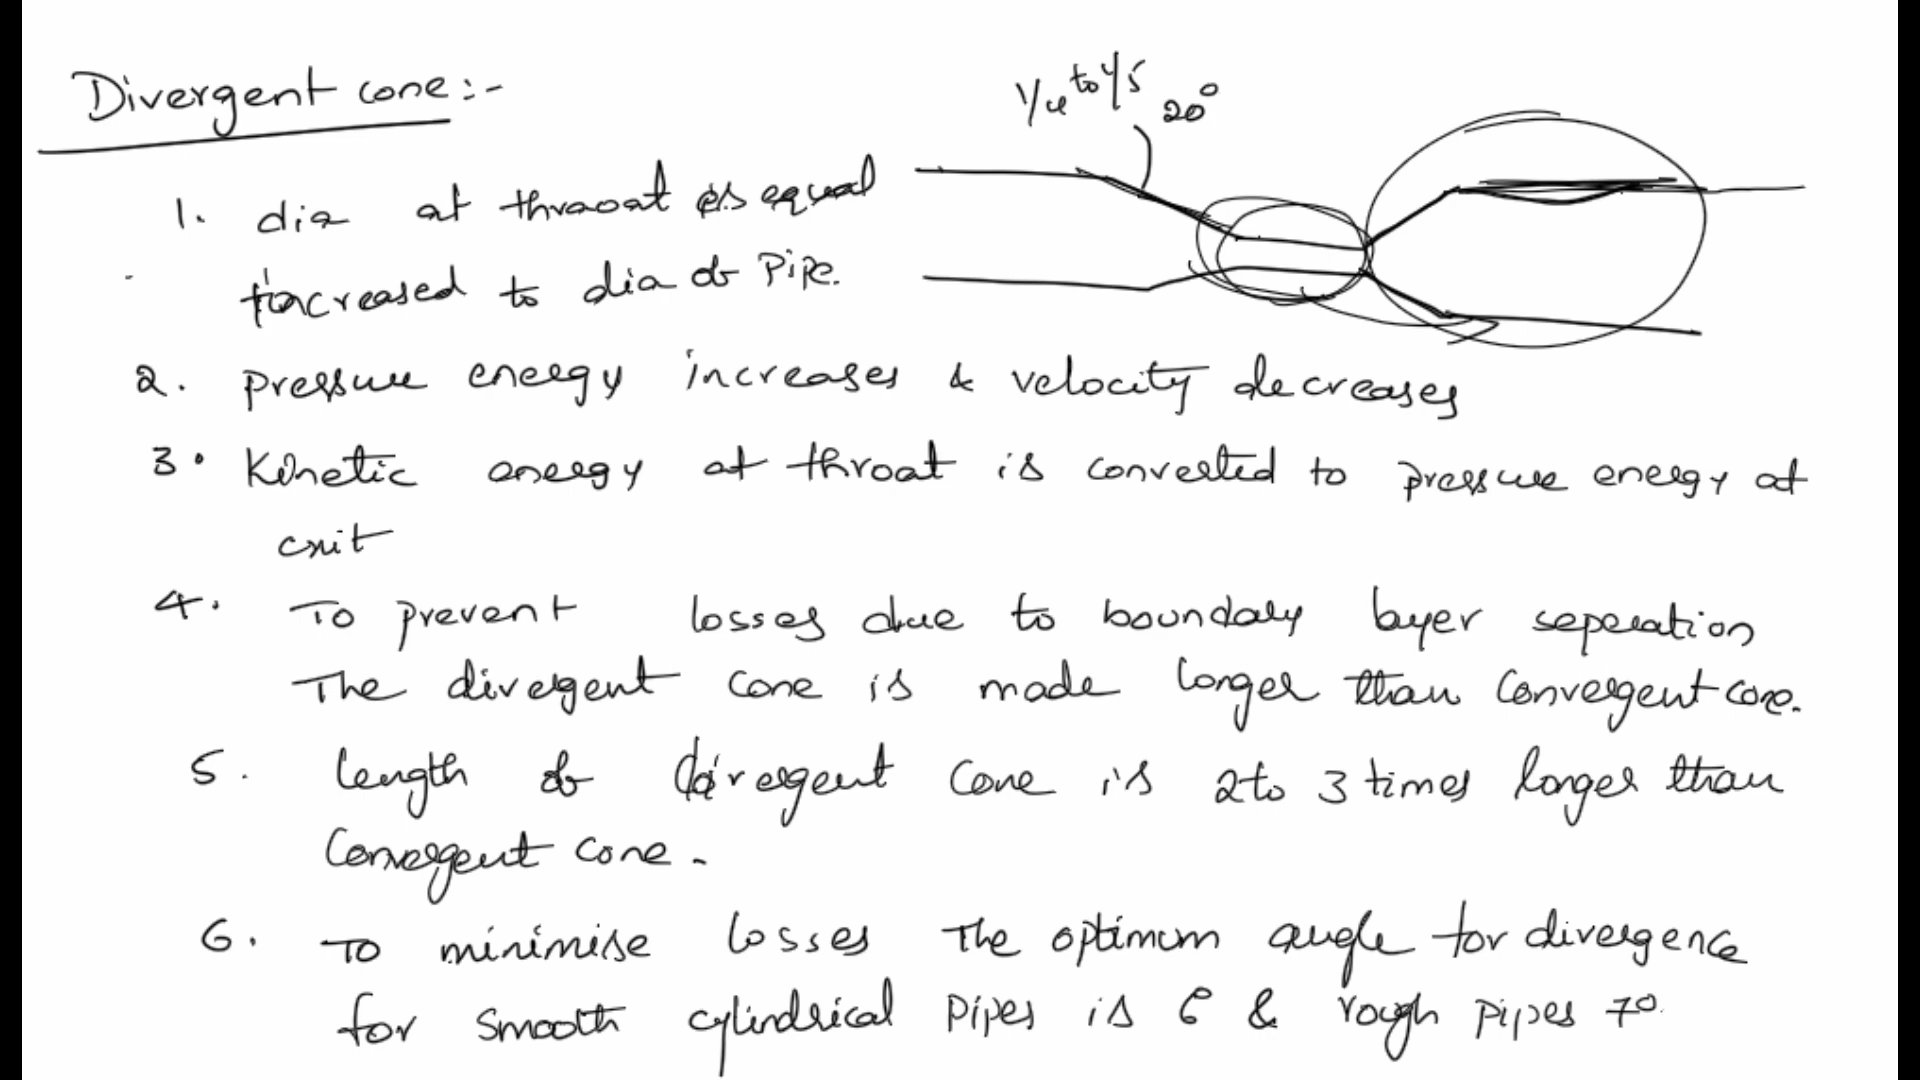 Divergent cone:-
1/4 to 1/5 20°
1. dia at throat is equal
increased to dia of Pipe.
2. pressure energy increases & velocity decreases
3. Kinetic energy at throat is converted to pressure energy at
exit
4. To prevent losses due to boundary layer seperation
The divergent cone is made longer than Convergent cone.
5. length of divergent Cone is 2 to 3 times longer than
Convergent cone.
6. To minimise losses The optimum angle for divergence
for smooth cylindrical pipes is 6 & rough pipes 7°